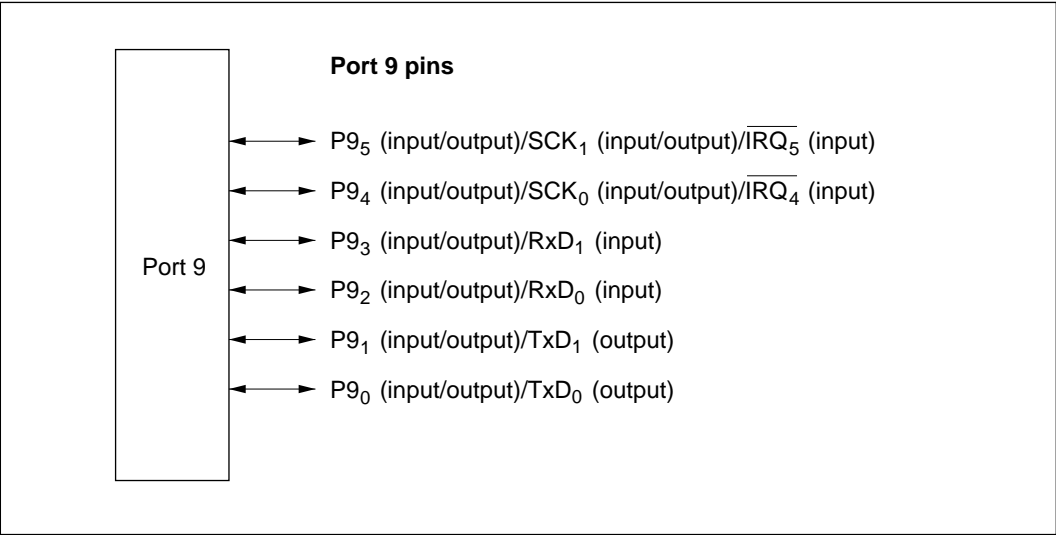 Port 9 pins
P9₅ (input/output)/SCK₁ (input/output)/I̅R̅Q̅₅̅ (input)
P9₄ (input/output)/SCK₀ (input/output)/I̅R̅Q̅₄̅ (input)
P9₃ (input/output)/RxD₁ (input)
Port 9
P9₂ (input/output)/RxD₀ (input)
P9₁ (input/output)/TxD₁ (output)
P9₀ (input/output)/TxD₀ (output)